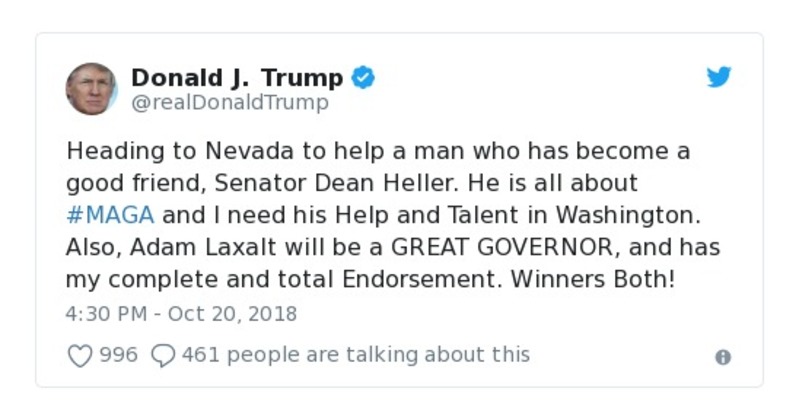 Donald J. Trump
@realDonaldTrump
Heading to Nevada to help a man who has become a
good friend, Senator Dean Heller. He is all about
#MAGA and I need his Help and Talent in Washington.
Also, Adam Laxalt will be a GREAT GOVERNOR, and has
my complete and total Endorsement. Winners Both!
4:30 PM - Oct 20, 2018
996 461 people are talking about this